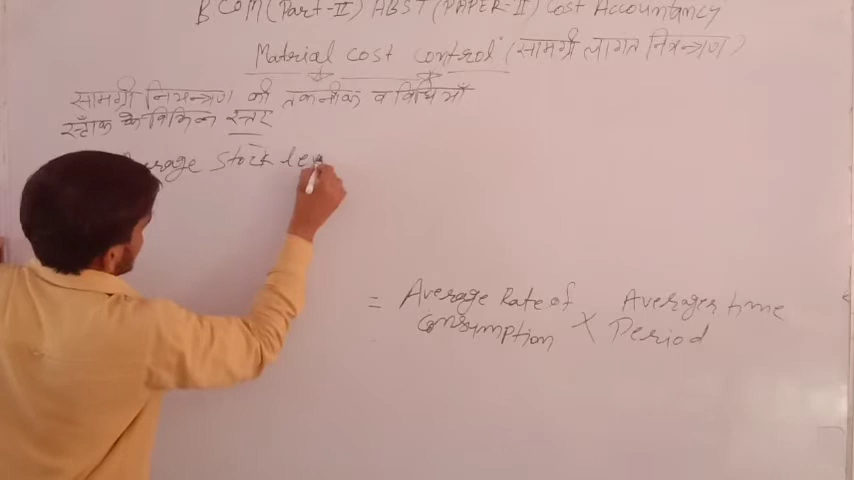 B COM (Part-II) ABST (PAPER-II) Cost Accountancy
Material cost control (सामग्री लागत नियन्त्रण)
सामग्री नियन्त्रण की तकनीक व विधियाँ
स्टॉक के विभिन्न स्तर
Stock lev
= Average Rate of consumption × Average time Period